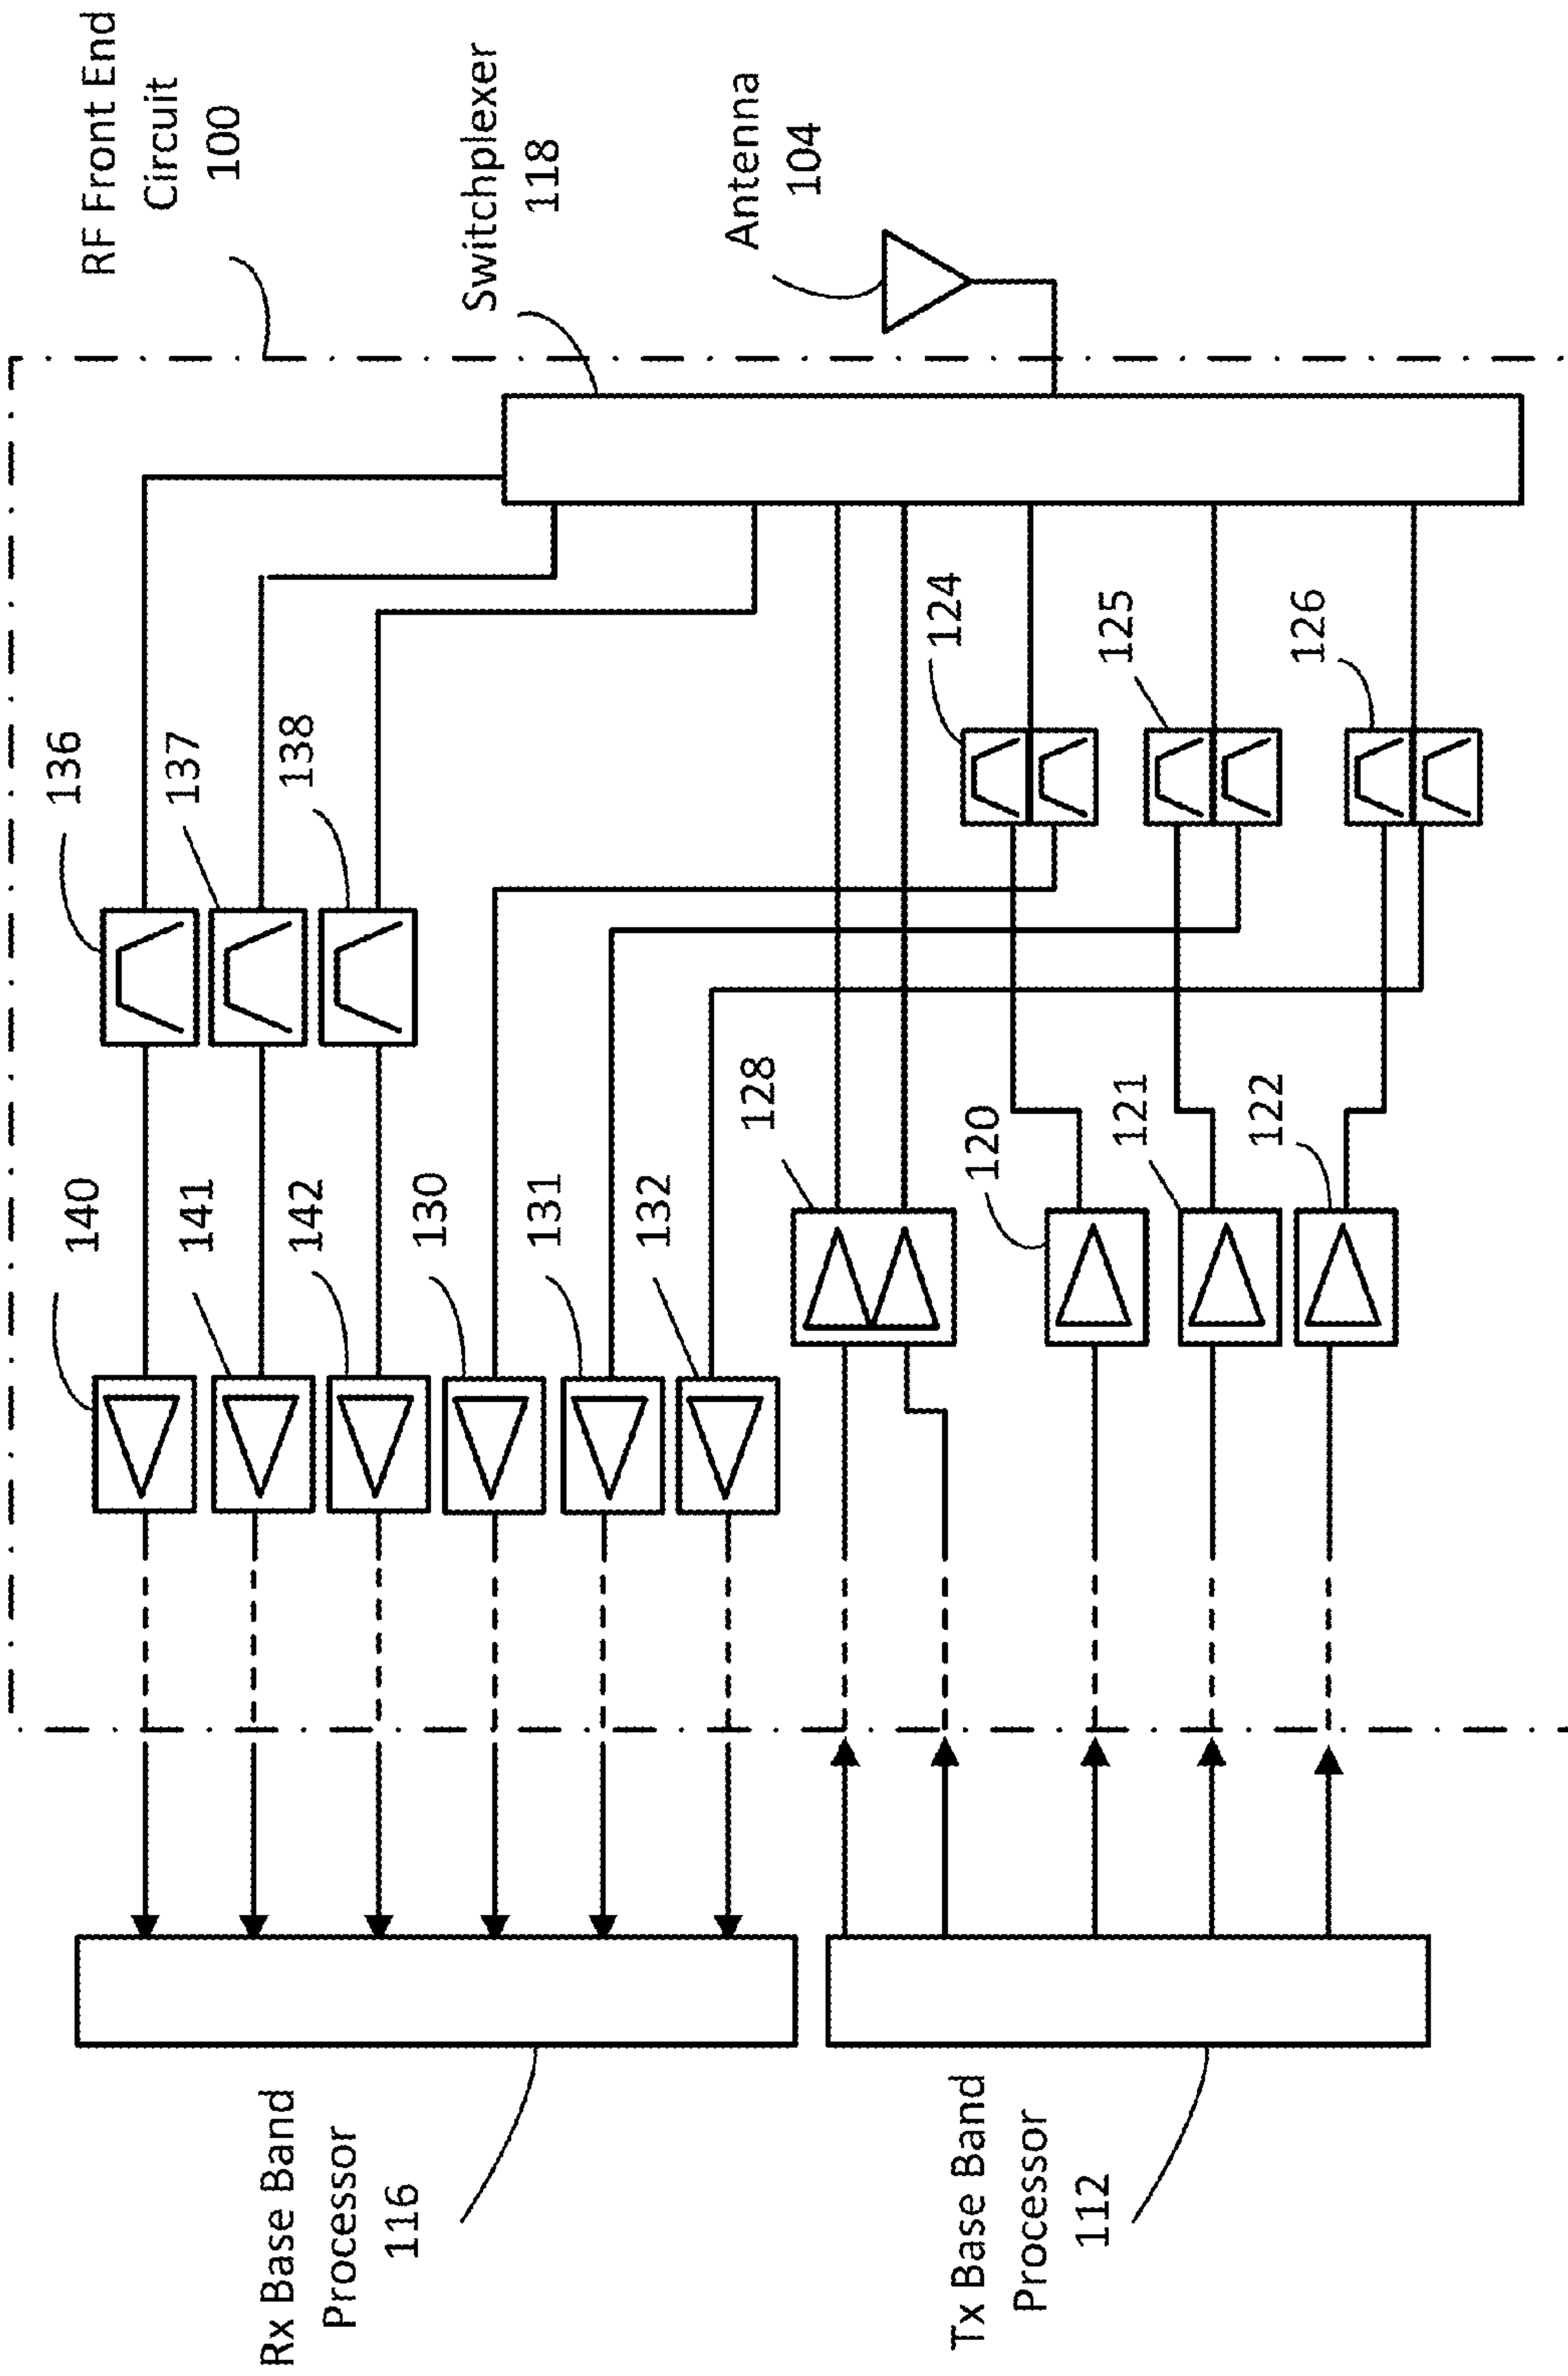 RF Front End
Circuit
100
Switchplexer
118
Antenna
104
136
137
138
124
125
126
140
141
142
130
131
132
128
120
121
122
Rx Base Band
Processor
116
Tx Base Band
Processor
112